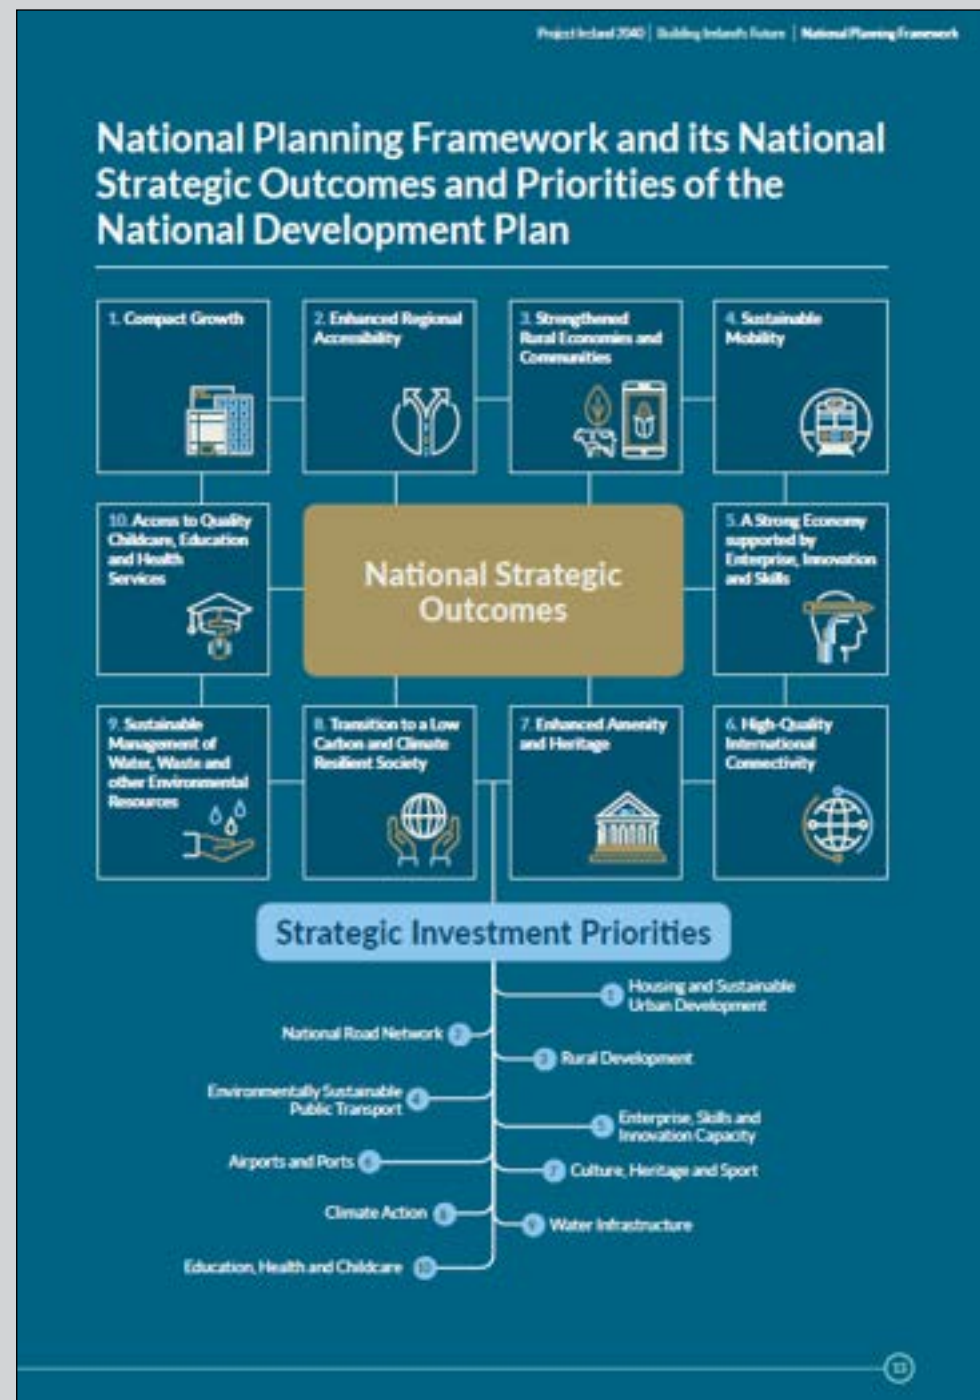 Project Ireland 2040 | Building Ireland's Future | National Planning Framework
National Planning Framework and its National
Strategic Outcomes and Priorities of the
National Development Plan
1. Compact Growth
2. Enhanced Regional
Accessibility
3. Strengthened
Rural Economies and
Communities
4. Sustainable
Mobility
10. Access to Quality
Childcare, Education
and Health
Services
National Strategic
Outcomes
5. A Strong Economy
supported by
Enterprise, Innovation
and Skills
9. Sustainable
Management of
Water, Waste and
other Environmental
Resources
8. Transition to a Low
Carbon and Climate
Resilient Society
7. Enhanced Amenity
and Heritage
6. High-Quality
International
Connectivity
Strategic Investment Priorities
1 Housing and Sustainable
Urban Development
National Road Network 2
3 Rural Development
Environmentally Sustainable
Public Transport 4
5 Enterprise, Skills and
Innovation Capacity
Airports and Ports 6
7 Culture, Heritage and Sport
Climate Action 8
9 Water Infrastructure
Education, Health and Childcare 10
13